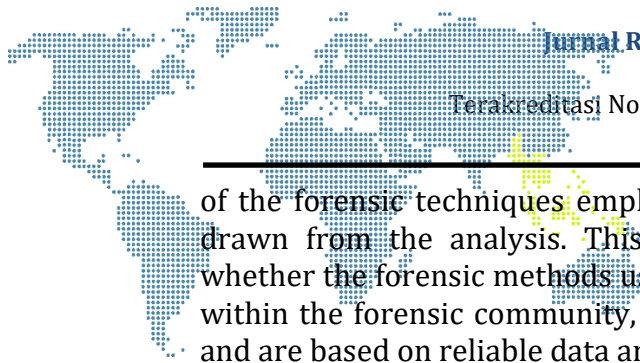 Jurnal R
Terakreditasi No
of the forensic techniques empl
drawn from the analysis. This
whether the forensic methods u
within the forensic community,
and are based on reliable data an